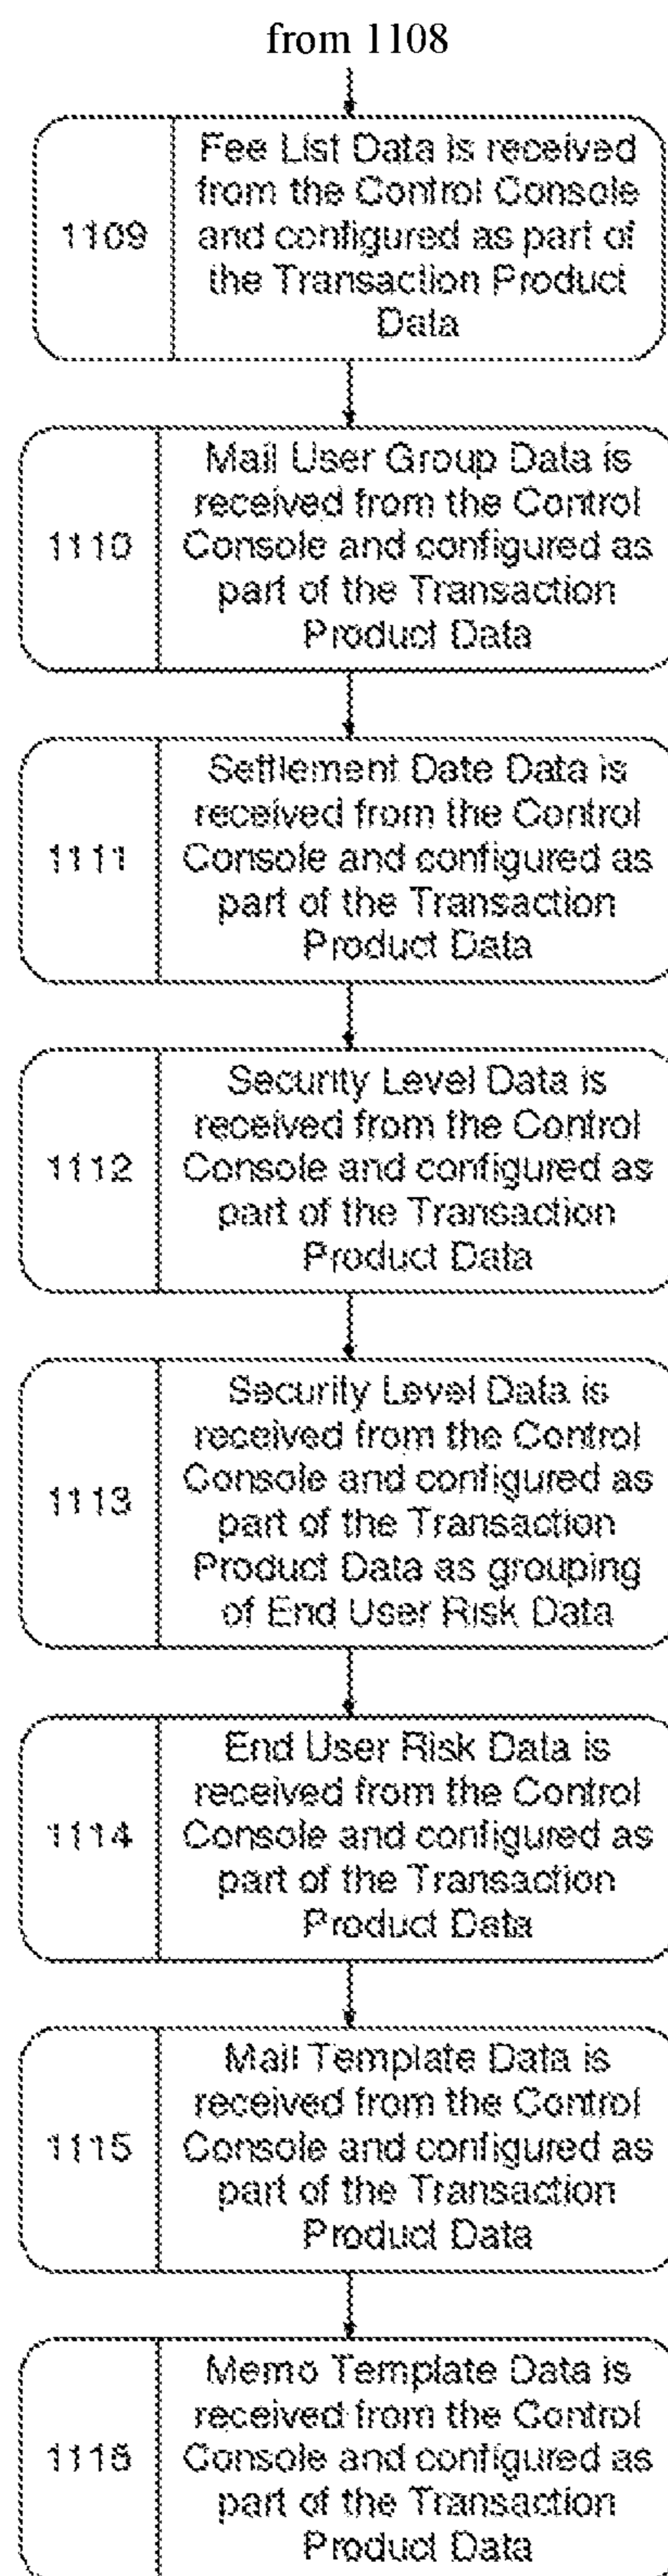 from 1108
1109
Fee List Data is received
from the Control Console
and configured as part of
the Transaction Product
Data
1110
Mail User Group Data is
received from the Control
Console and configured as
part of the Transaction
Product Data
1111
Settlement Date Data is
received from the Control
Console and configured as
part of the Transaction
Product Data
1112
Security Level Data is
received from the Control
Console and configured as
part of the Transaction
Product Data
1113
Security Level Data is
received from the Control
Console and configured as
part of the Transaction
Product Data as grouping
of End User Risk Data
1114
End User Risk Data is
received from the Control
Console and configured as
part of the Transaction
Product Data
1115
Mail Template Data is
received from the Control
Console and configured as
part of the Transaction
Product Data
1116
Memo Template Data is
received from the Control
Console and configured as
part of the Transaction
Product Data